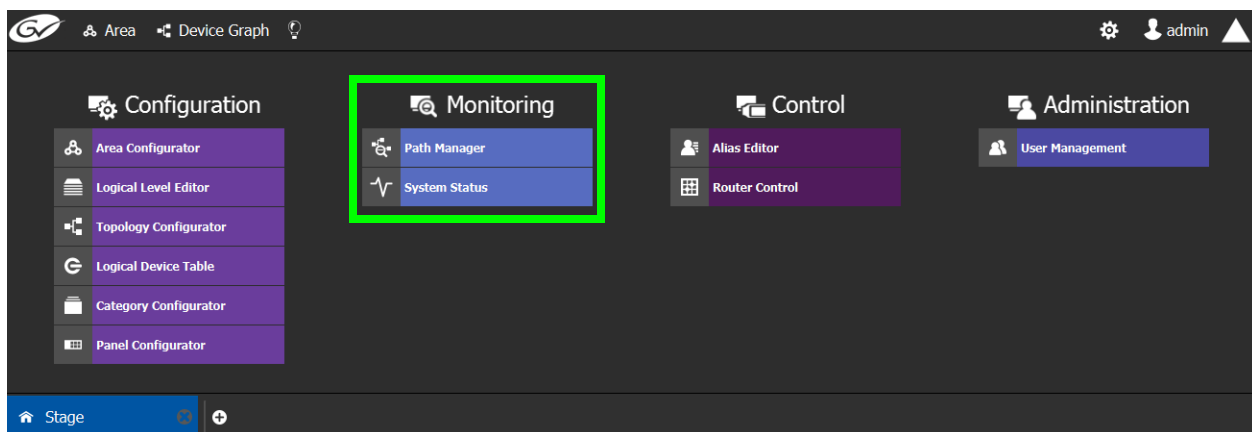 GV Area Device Graph admin
Configuration
Area Configurator
Logical Level Editor
Topology Configurator
Logical Device Table
Category Configurator
Panel Configurator
Monitoring
Path Manager
System Status
Control
Alias Editor
Router Control
Administration
User Management
Stage